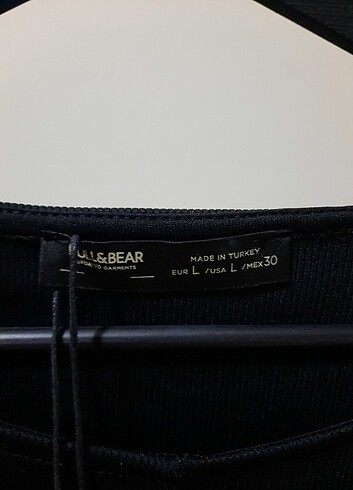 ULL&BEAR
GARMENTS
MADE IN TURKEY
EUR L /USA L /MEX 30